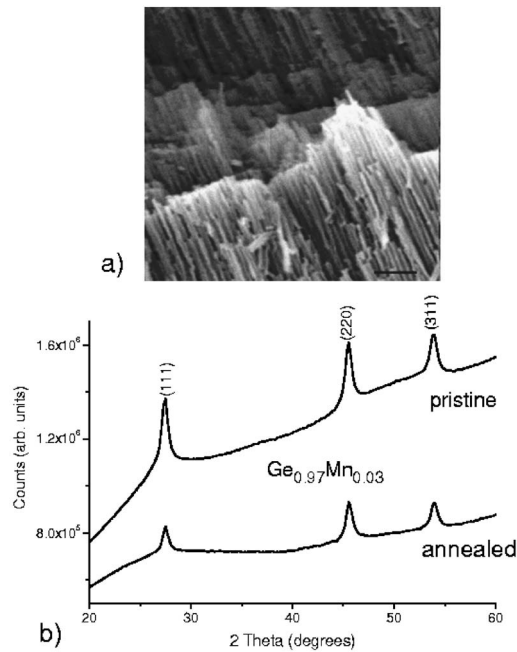 a)
(111)
(220)
(311)
1.6x10⁶
1.2x10⁶
8.0x10⁵
Counts (arb. units)
pristine
Ge₀.₉₇Mn₀.₀₃
annealed
20 30 40 50 60
2 Theta (degrees)
b)